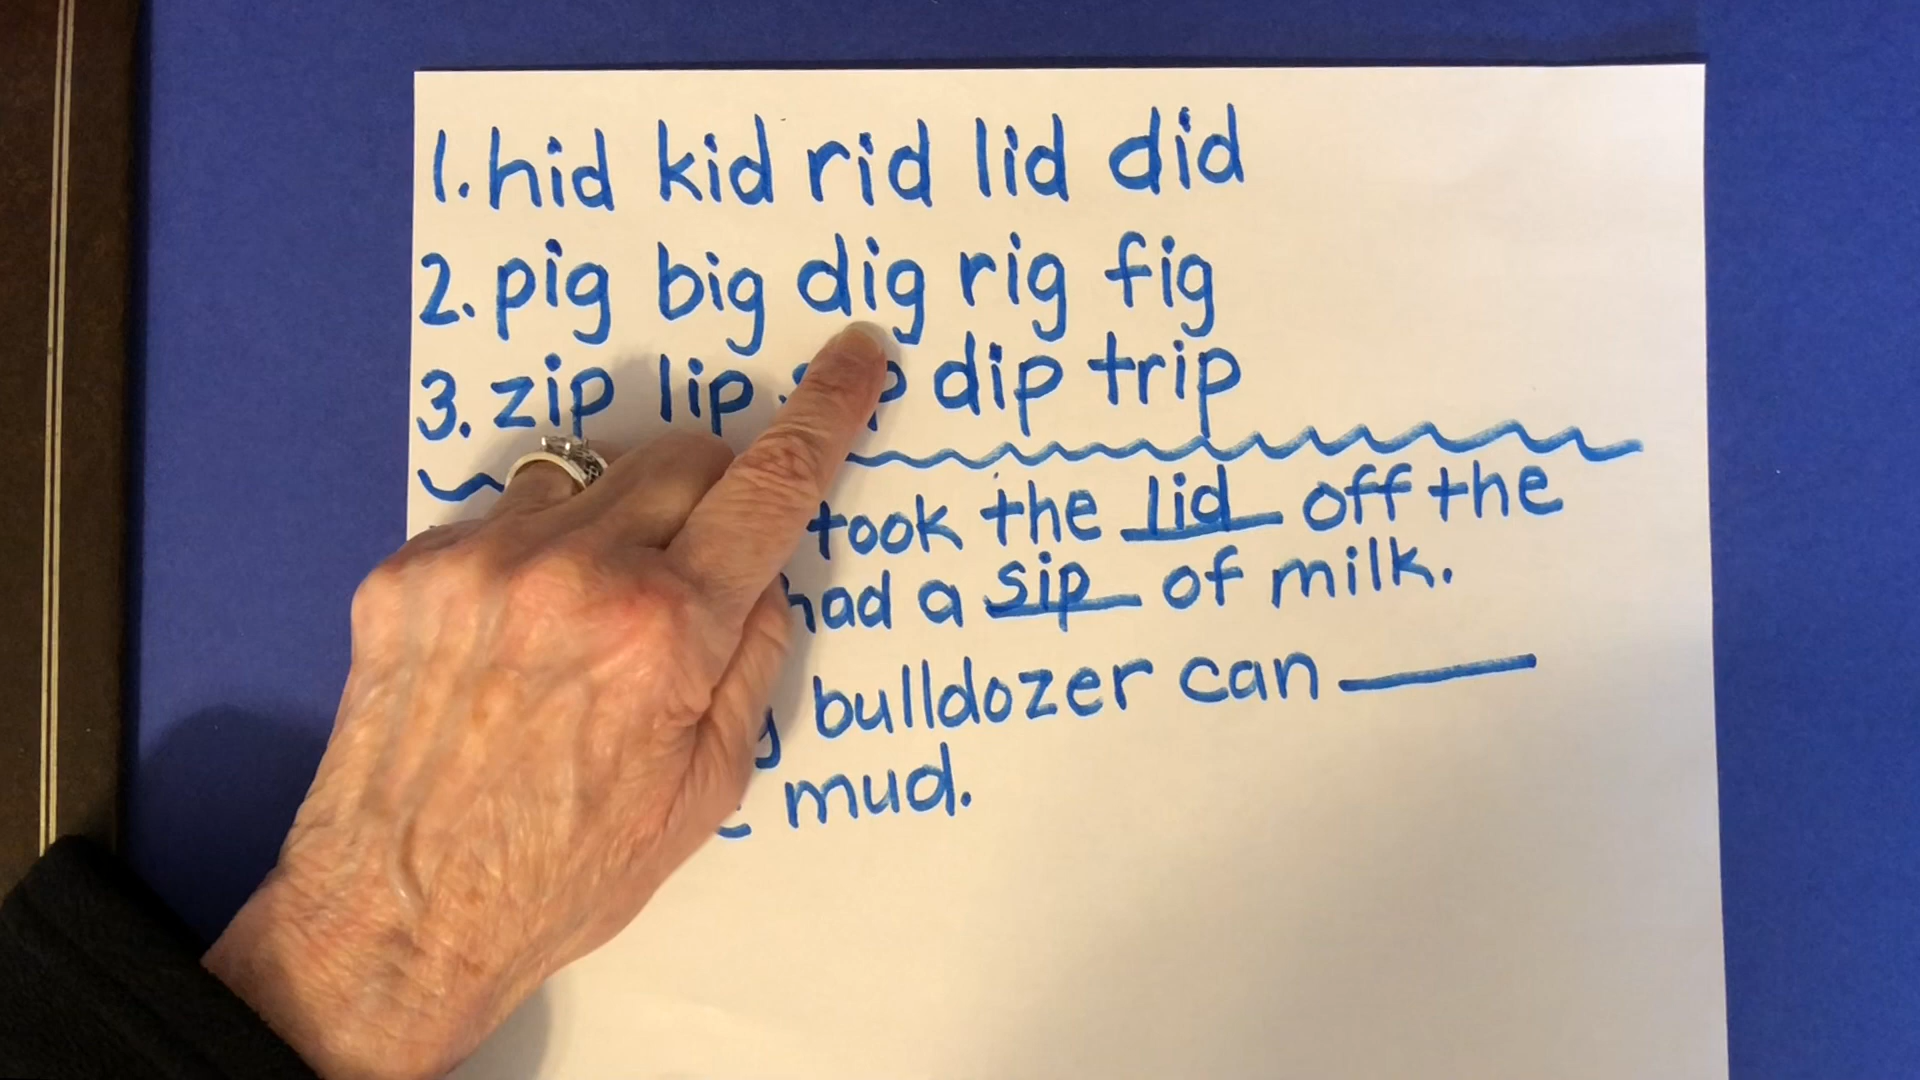 1. hid kid rid lid did
2. pig big dig rig fig
3. zip lip dip trip
took the lid off the
had a sip of milk.
bulldozer can ____
mud.